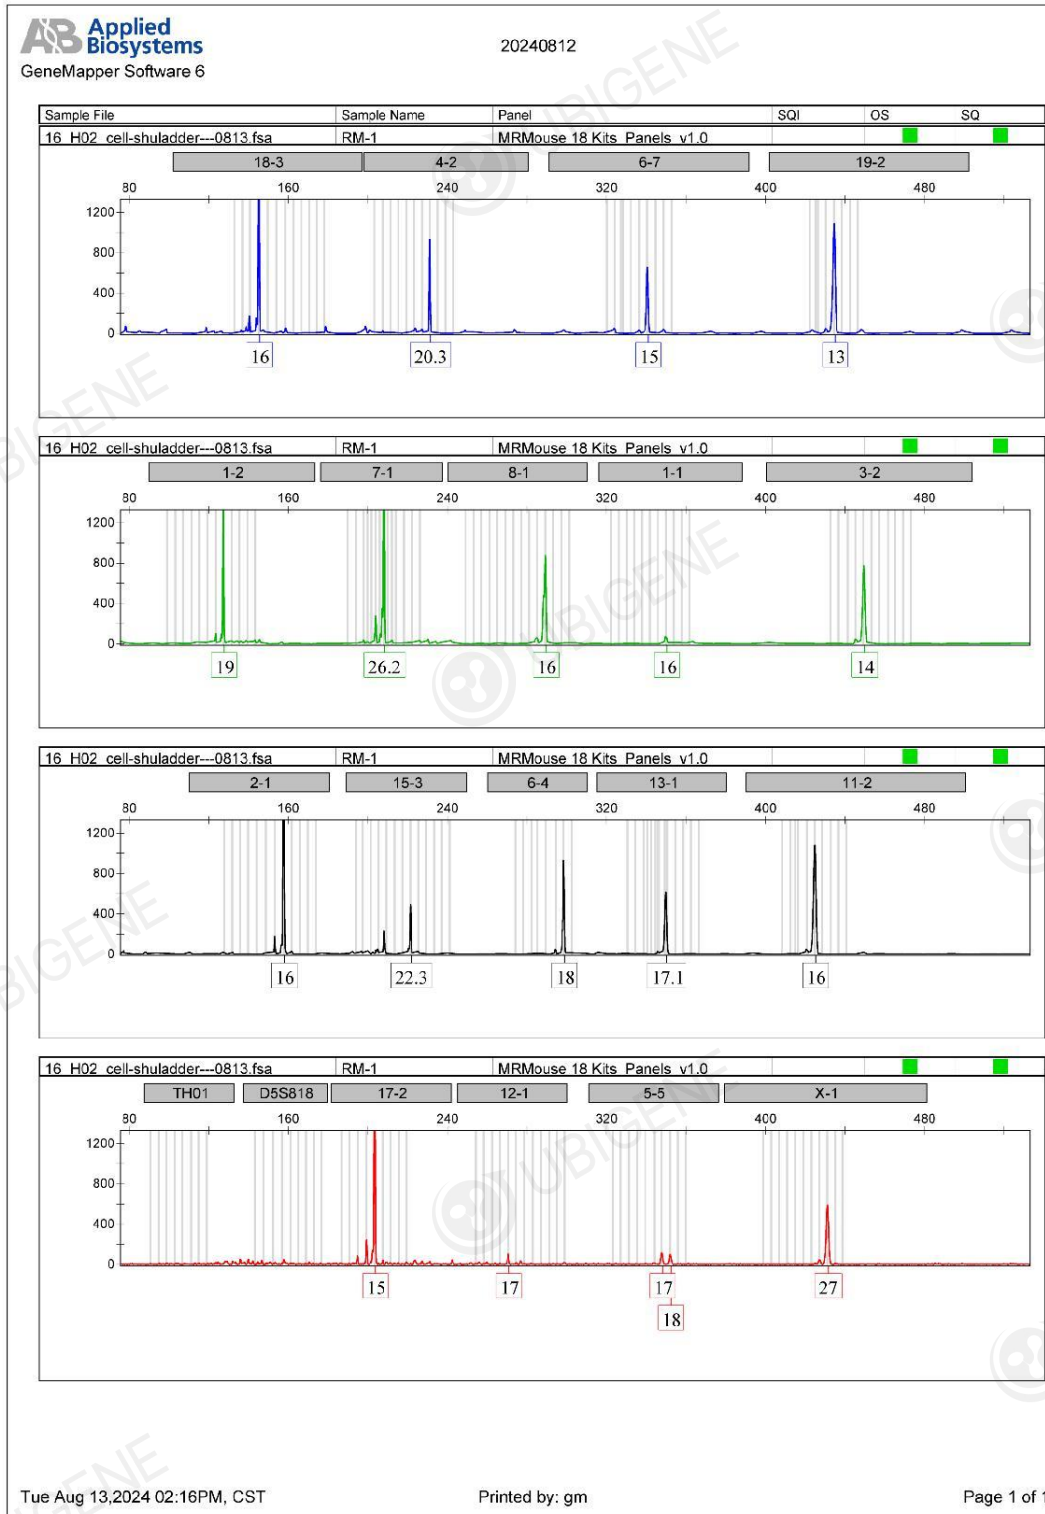 AB Applied Biosystems
GeneMapper Software 6
20240812
Sample File Sample Name Panel SQI OS SQ
16_H02_cell-shuladder---0813.fsa RM-1 MRMouse 18 Kits_Panels_v1.0
18-3 4-2 6-7 19-2
80 160 240 320 400 480
1200
800
400
0
16 20.3 15 13
16_H02_cell-shuladder---0813.fsa RM-1 MRMouse 18 Kits_Panels_v1.0
1-2 7-1 8-1 1-1 3-2
80 160 240 320 400 480
1200
800
400
0
19 26.2 16 16 14
16_H02_cell-shuladder---0813.fsa RM-1 MRMouse 18 Kits_Panels_v1.0
2-1 15-3 6-4 13-1 11-2
80 160 240 320 400 480
1200
800
400
0
16 22.3 18 17.1 16
16_H02_cell-shuladder---0813.fsa RM-1 MRMouse 18 Kits_Panels_v1.0
TH01 D5S818 17-2 12-1 5-5 X-1
80 160 240 320 400 480
1200
800
400
0
15 17 17 27
18
Tue Aug 13,2024 02:16PM, CST Printed by: gm Page 1 of 1
UBIGENE
UBIGENE
UBIGENE
UBIGENE